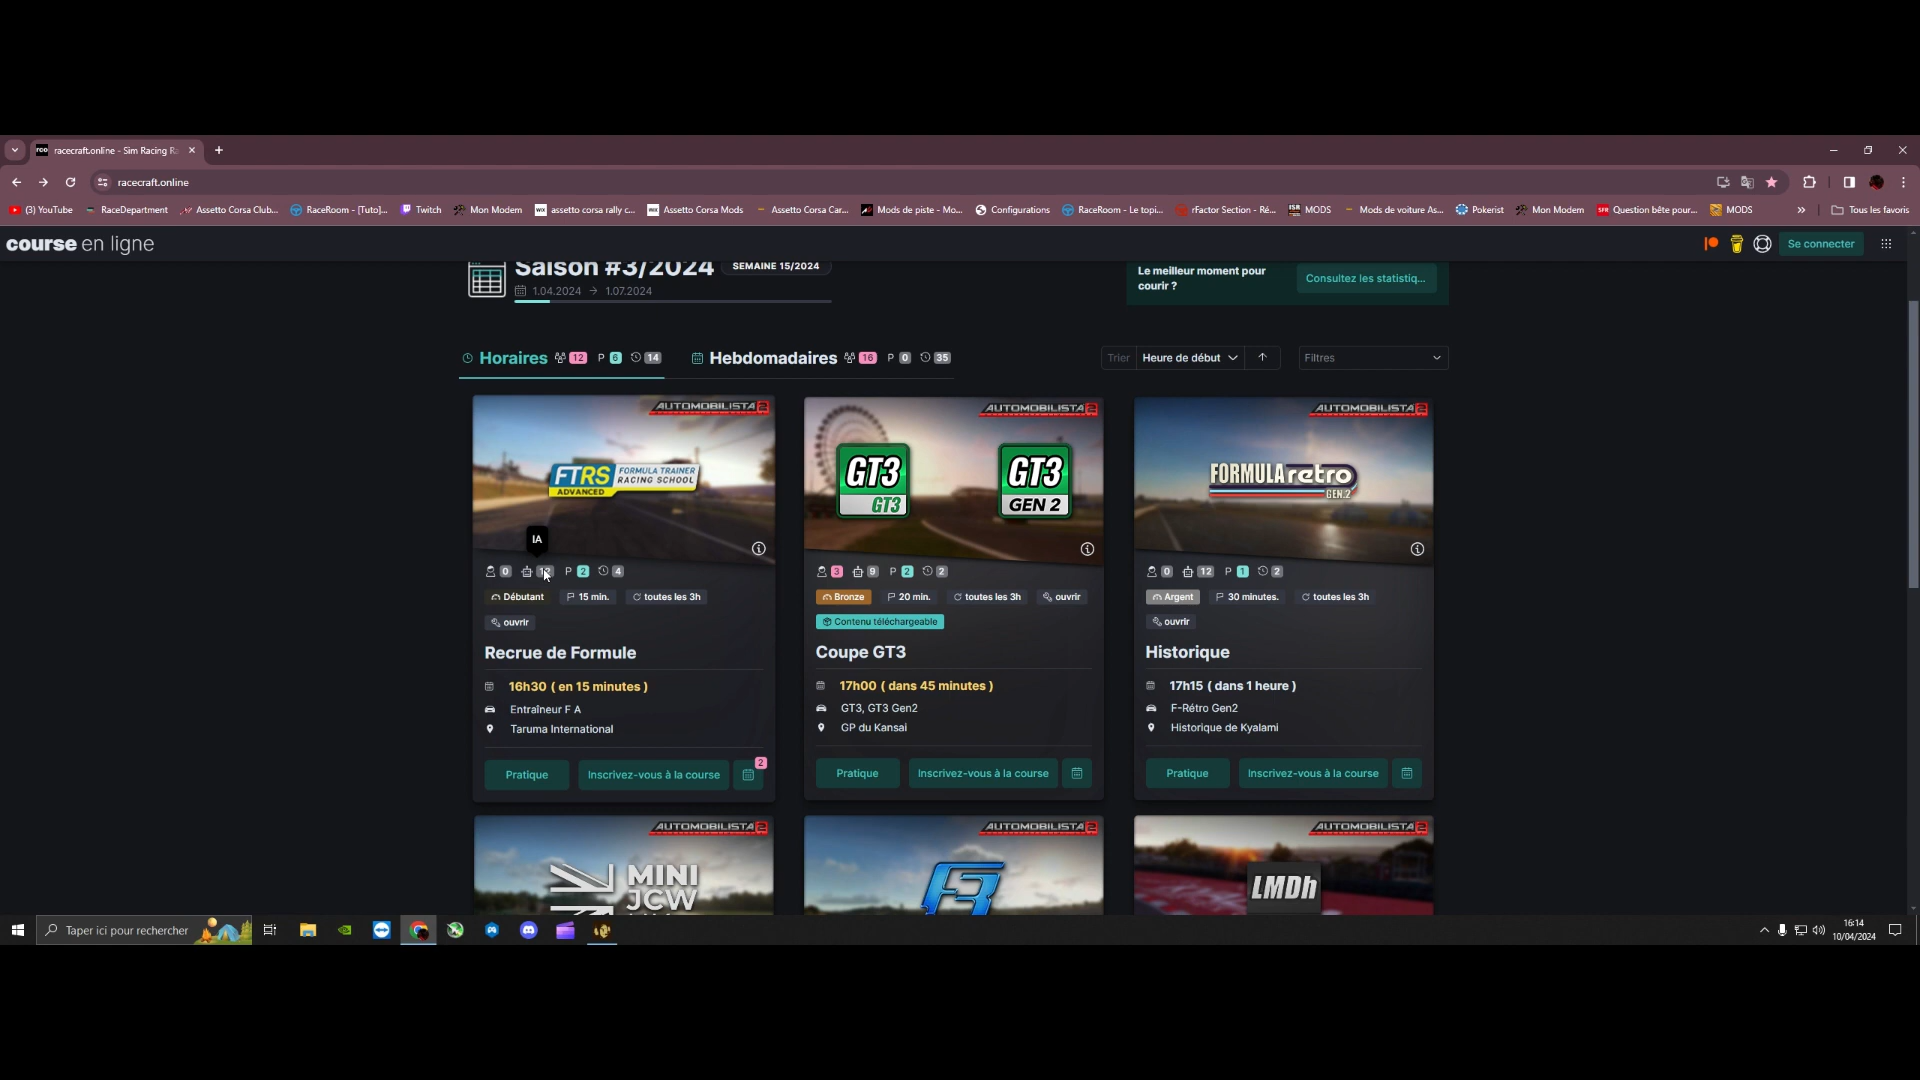 rco racecraft.online - Sim Racing Ra
racecraft.online
(3) YouTube RaceDepartment Assetto Corsa Club... RaceRoom - [Tuto]... Twitch Mon Modem assetto corsa rally c... Assetto Corsa Mods Assetto Corsa Car... Mods de piste - Mo... Configurations RaceRoom - Le topi... rFactor Section - Ré... MODS Mods de voiture As... Pokerist Mon Modem Question bête pour... MODS » Tous les favoris
course en ligne
Se connecter
Saison #3/2024 SEMAINE 15/2024
1.04.2024 → 1.07.2024
Le meilleur moment pour
courir ?
Consultez les statistiq...
Horaires 12 P 6 14
Hebdomadaires 16 P 0 35
Trier Heure de début
Filtres
AUTOMOBILISTA 2
FTRS FORMULA TRAINER
RACING SCHOOL
ADVANCED
IA
0 12 P 2 4
Débutant 15 min. toutes les 3h
ouvrir
Recrue de Formule
16h30 ( en 15 minutes )
Entraîneur F A
Taruma International
Pratique Inscrivez-vous à la course 2
AUTOMOBILISTA 2
GT3 GT3
GT3 GEN 2
3 9 P 2 2
Bronze 20 min. toutes les 3h ouvrir
Contenu téléchargeable
Coupe GT3
17h00 ( dans 45 minutes )
GT3, GT3 Gen2
GP du Kansai
Pratique Inscrivez-vous à la course
AUTOMOBILISTA 2
FORMULA retro
GEN.2
0 12 P 1 2
Argent 30 minutes. toutes les 3h
ouvrir
Historique
17h15 ( dans 1 heure )
F-Rétro Gen2
Historique de Kyalami
Pratique Inscrivez-vous à la course
AUTOMOBILISTA 2
MINI
JCW
AUTOMOBILISTA 2
F3
AUTOMOBILISTA 2
LMDh
Taper ici pour rechercher
16:14
10/04/2024